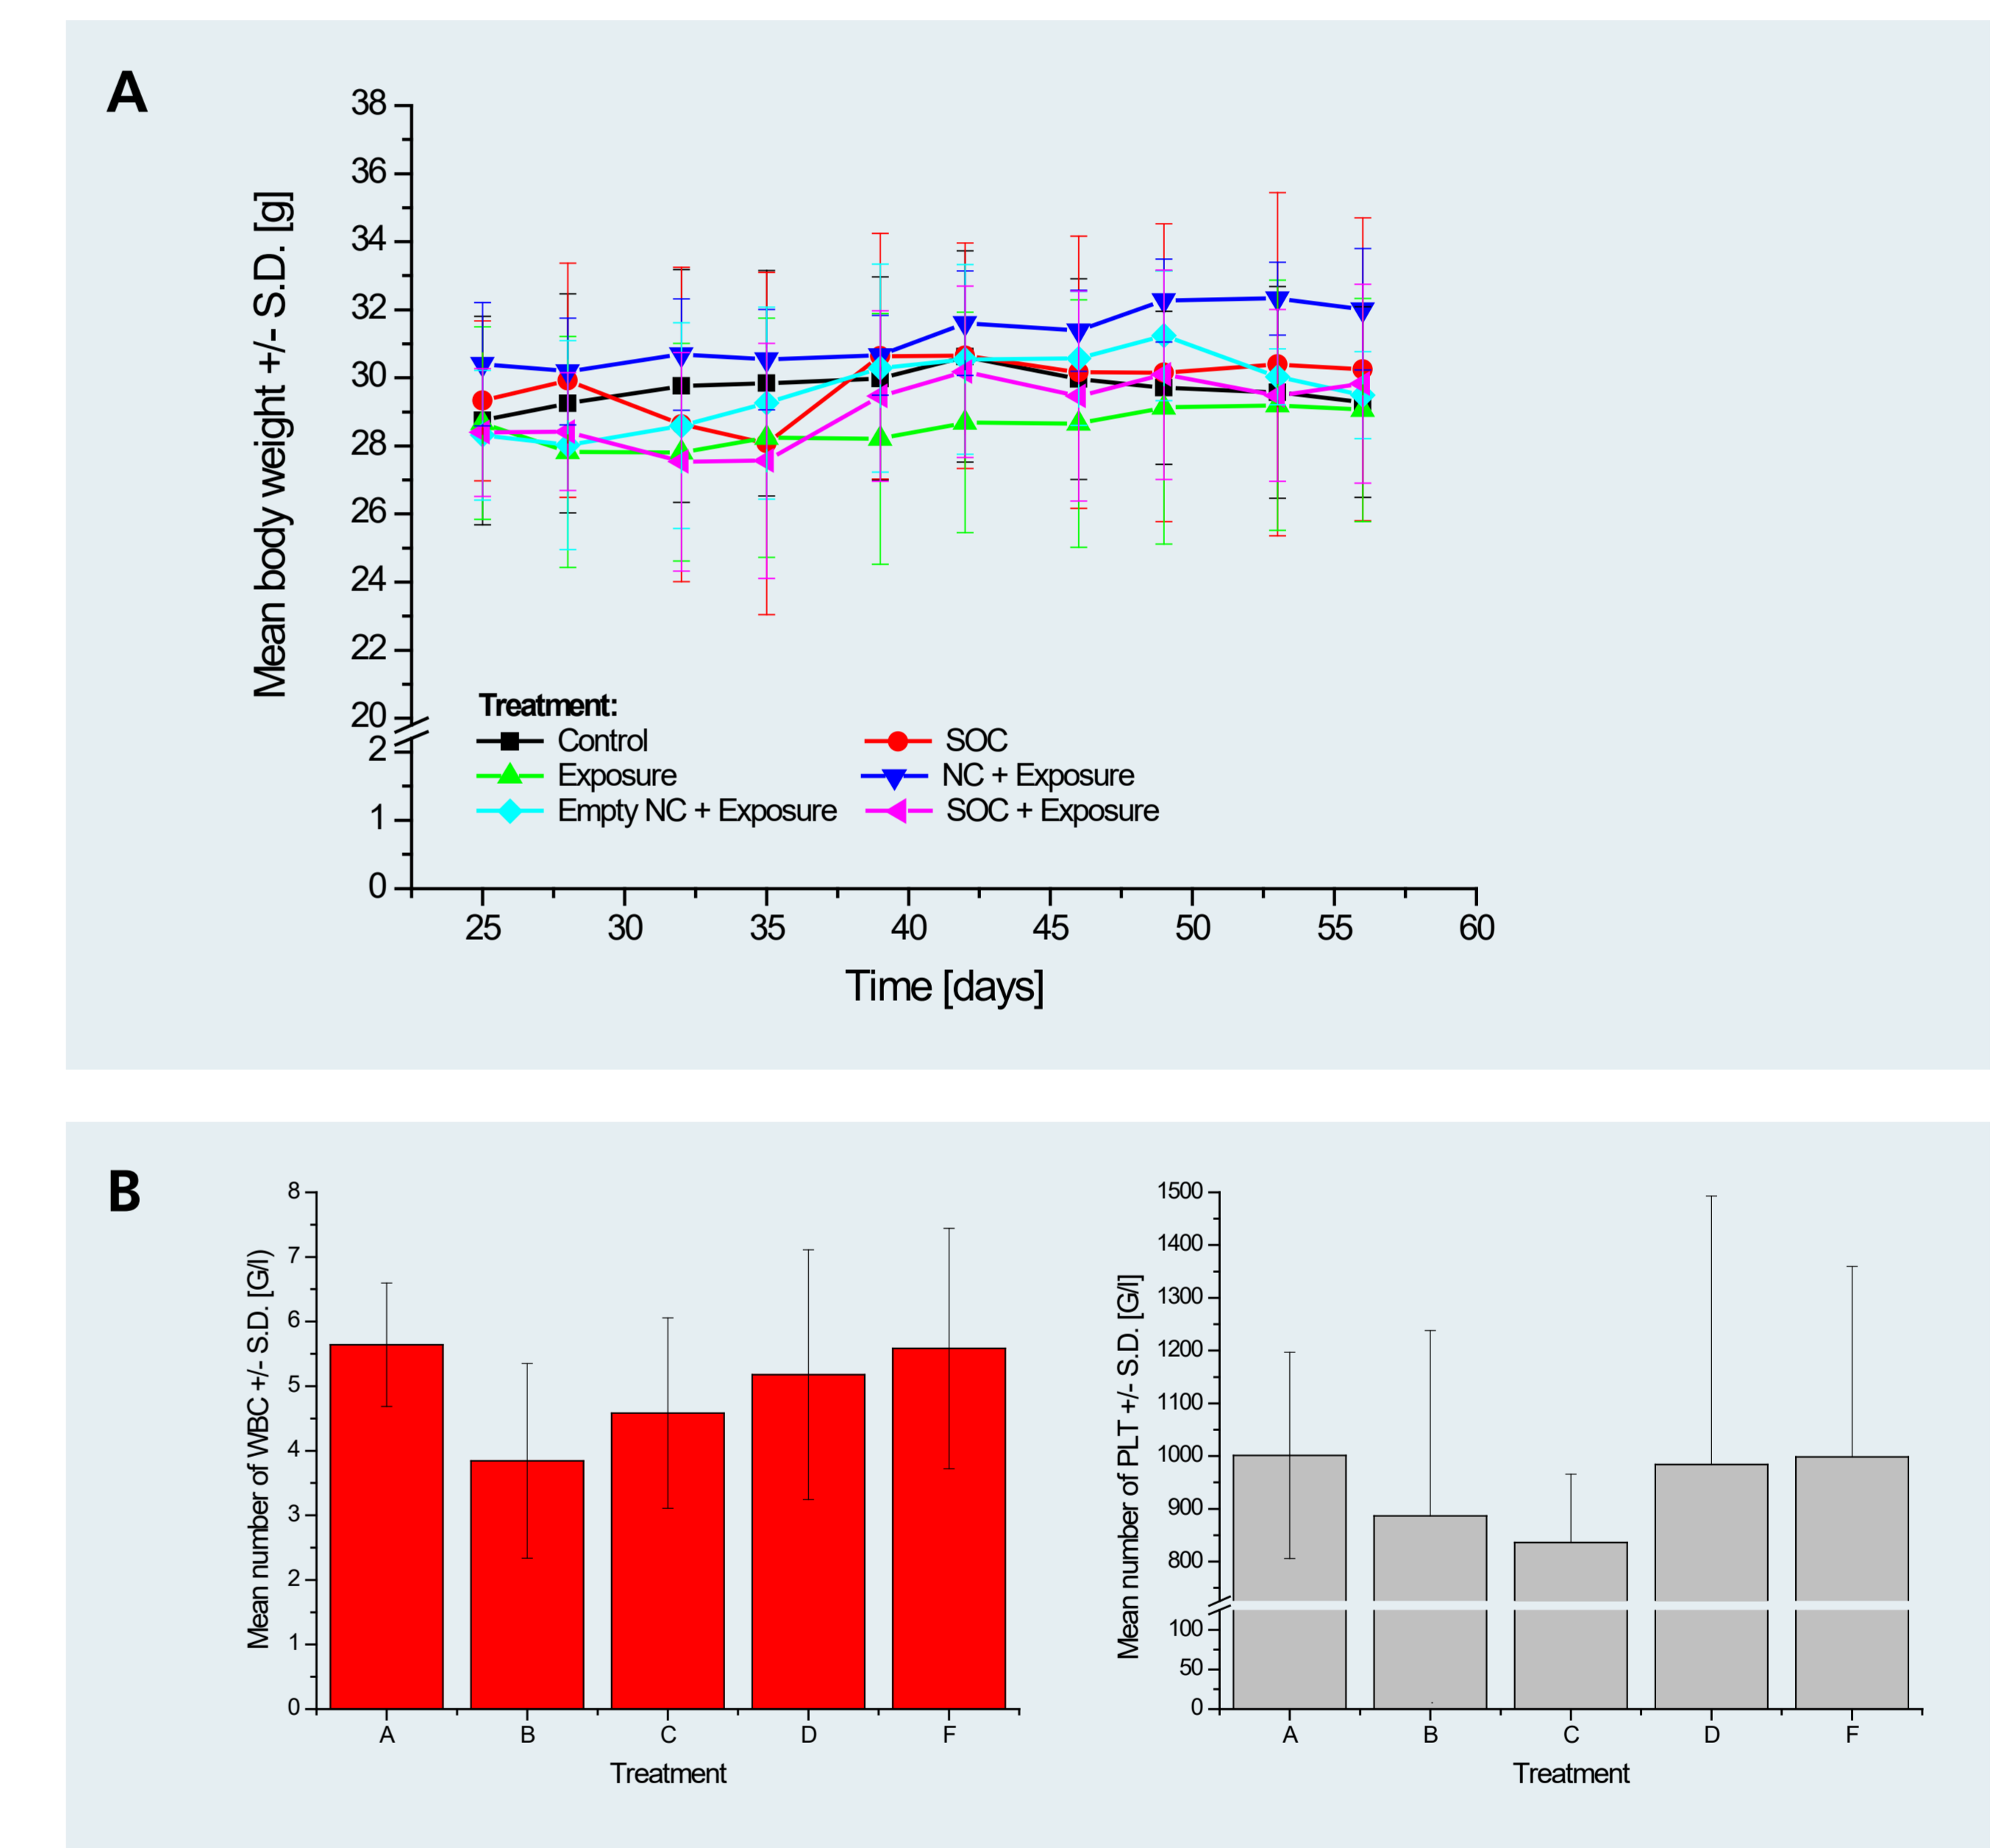 A
38
36
34
32
30
28
26
24
22
20
2
1
0
Mean body weight +/- S.D. [g]
Treatment:
Control
SOC
Exposure
NC + Exposure
Empty NC + Exposure
SOC + Exposure
25 30 35 40 45 50 55 60
Time [days]
B
8
7
6
5
4
3
2
1
0
Mean number of WBC +/- S.D. [G/l)
A B C D F
Treatment
1500
1400
1300
1200
1100
1000
900
800
100
50
0
Mean number of PLT +/- S.D. [G/l]
A B C D F
Treatment